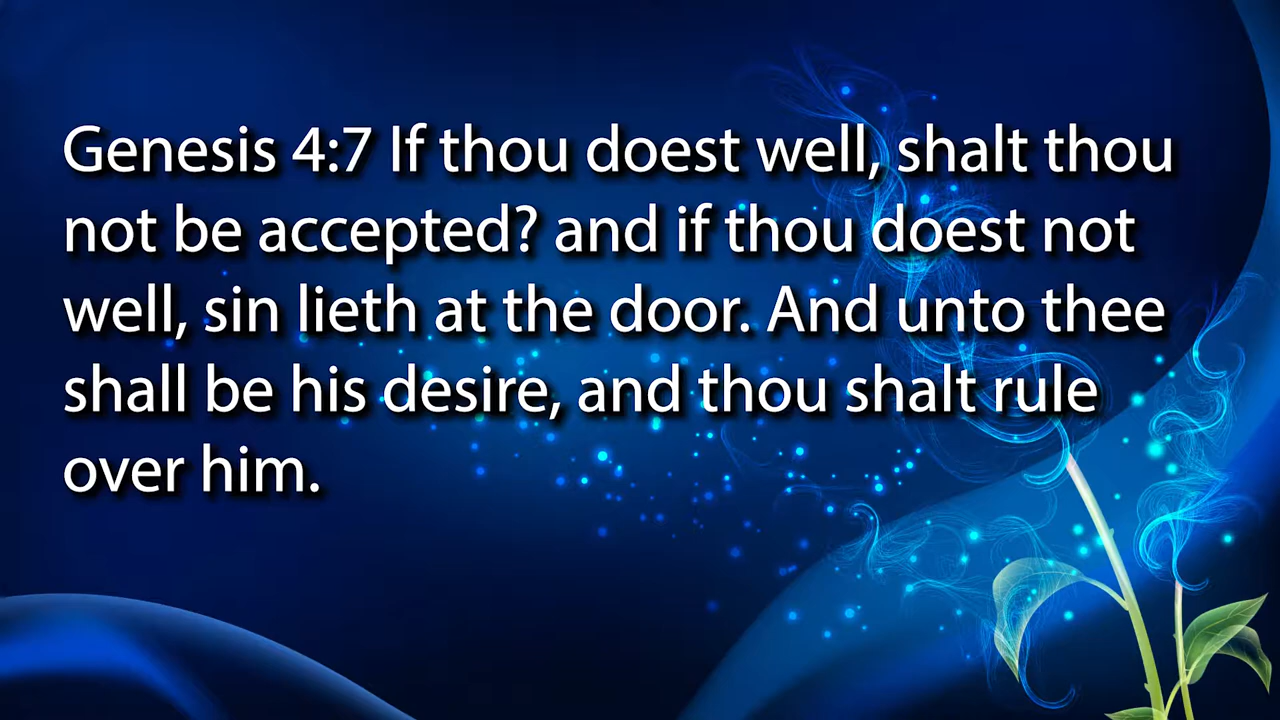 Genesis 4:7 If thou doest well, shalt thou
not be accepted? and if thou doest not
well, sin lieth at the door. And unto thee
shall be his desire, and thou shalt rule
over him.